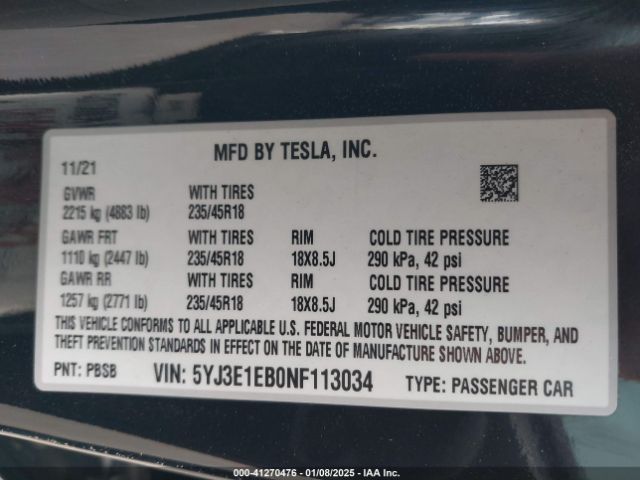 MFD BY TESLA, INC.
11/21
GVWR WITH TIRES
2215 kg (4883 lb) 235/45R18
GAWR FRT WITH TIRES RIM COLD TIRE PRESSURE
1110 kg (2447 lb) 235/45R18 18X8.5J 290 kPa, 42 psi
GAWR RR WITH TIRES RIM COLD TIRE PRESSURE
1257 kg (2771 lb) 235/45R18 18X8.5J 290 kPa, 42 psi
THIS VEHICLE CONFORMS TO ALL APPLICABLE U.S. FEDERAL MOTOR VEHICLE SAFETY, BUMPER, AND
THEFT PREVENTION STANDARDS IN EFFECT ON THE DATE OF MANUFACTURE SHOWN ABOVE.
PNT: PBSB VIN: 5YJ3E1EB0NF113034 TYPE: PASSENGER CAR
000-41270476 - 01/08/2025 - IAA Inc.